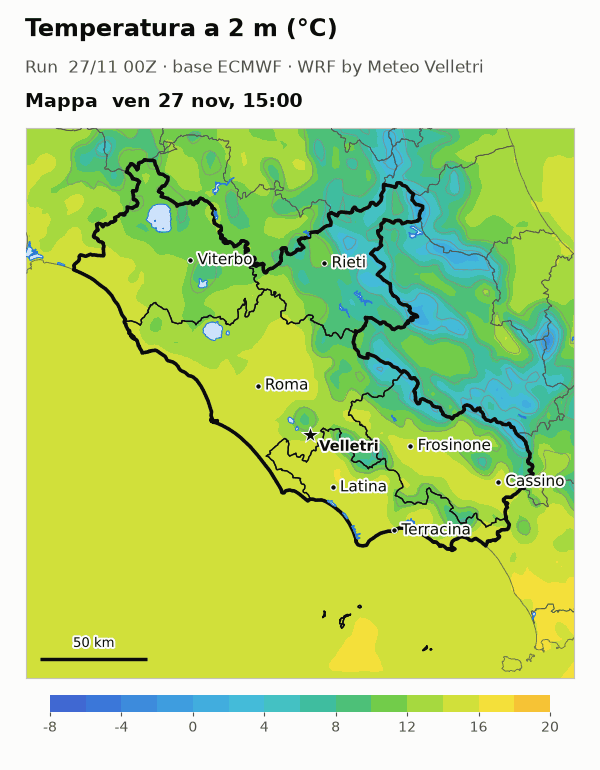 Temperatura a 2 m (°C)
Run  27/11 00Z · base ECMWF · WRF by Meteo Velletri
Mappa  ven 27 nov, 15:00
Viterbo
Rieti
Roma
Velletri
Frosinone
Cassino
Latina
Terracina
50 km
-8 -4 0 4 8 12 16 20